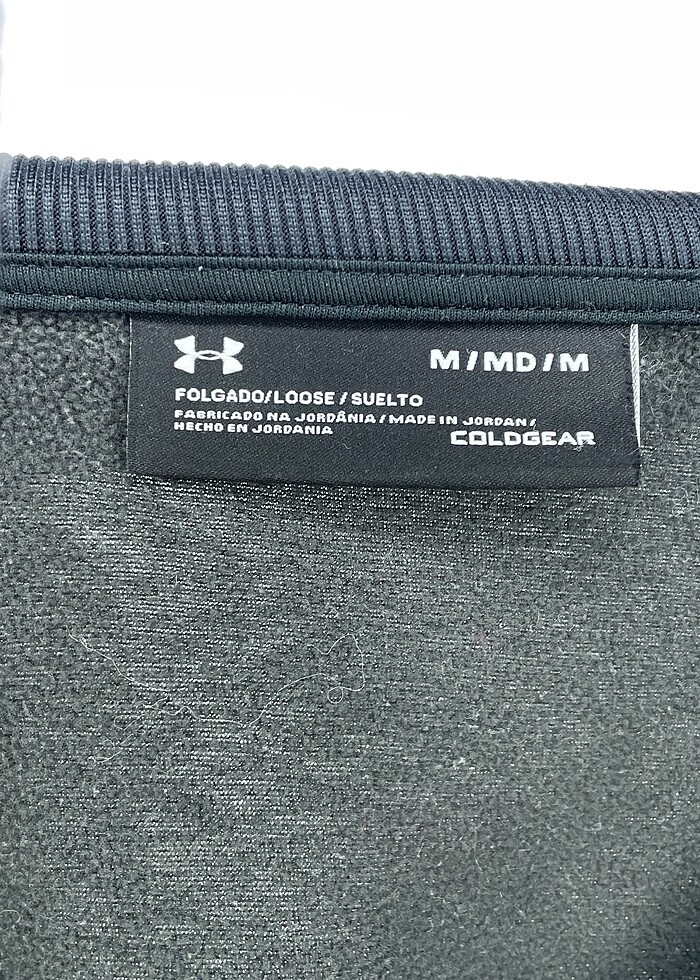 M / MD / M
FOLGADO/LOOSE / SUELTO
FABRICADO NA JORDÂNIA / MADE IN JORDAN /
HECHO EN JORDANIA
COLDGEAR